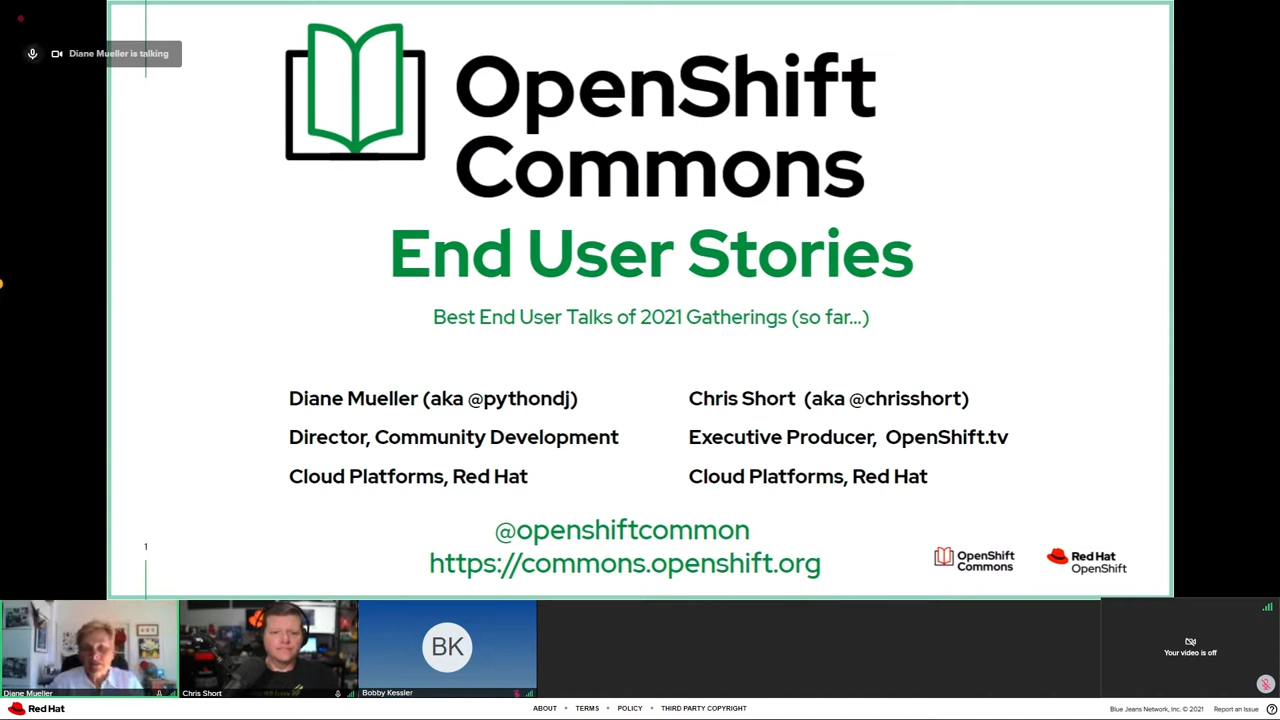 Diane Mueller is talking
OpenShift
Commons
End User Stories
Best End User Talks of 2021 Gatherings (so far...)
Diane Mueller (aka @pythondj)
Director, Community Development
Cloud Platforms, Red Hat
Chris Short (aka @chrisshort)
Executive Producer, OpenShift.tv
Cloud Platforms, Red Hat
@openshiftcommon
https://commons.openshift.org
1
OpenShift
Commons
Red Hat
OpenShift
BK
Your video is off
Diane Mueller
Chris Short
Bobby Kessler
Red Hat
ABOUT • TERMS • POLICY • THIRD PARTY COPYRIGHT
Blue Jeans Network, Inc. © 2021 Report an Issue ?